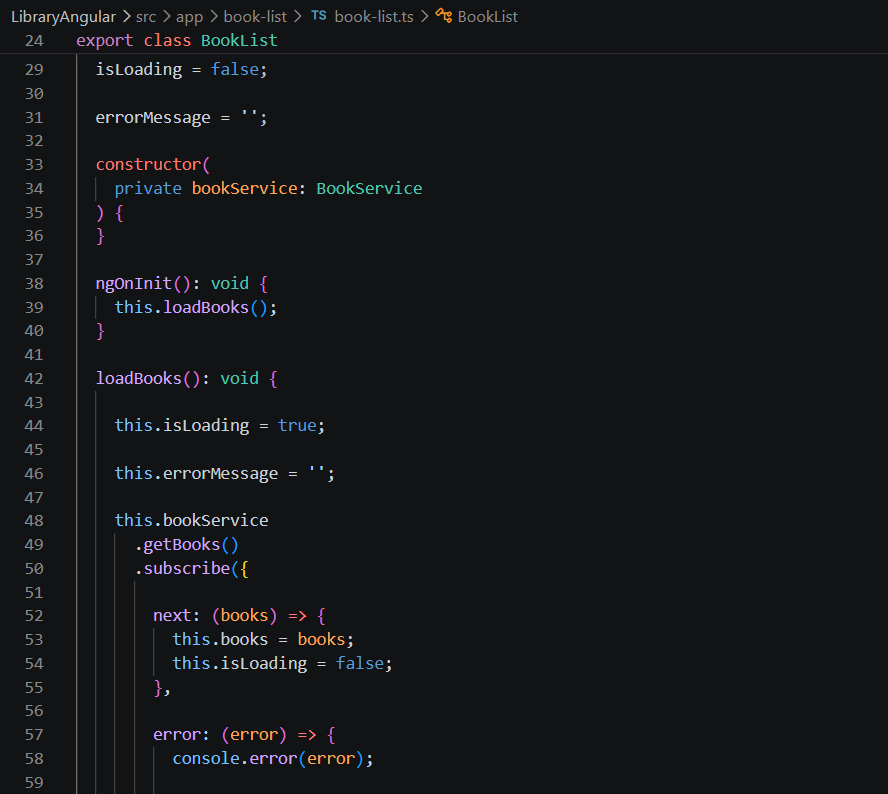 LibraryAngular > src > app > book-list > TS book-list.ts > BookList
24 export class BookList
29 isLoading = false;
30
31 errorMessage = '';
32
33 constructor(
34 private bookService: BookService
35 ) {
36 }
37
38 ngOnInit(): void {
39 this.loadBooks();
40 }
41
42 loadBooks(): void {
43
44 this.isLoading = true;
45
46 this.errorMessage = '';
47
48 this.bookService
49 .getBooks()
50 .subscribe({
51
52 next: (books) => {
53 this.books = books;
54 this.isLoading = false;
55 },
56
57 error: (error) => {
58 console.error(error);
59